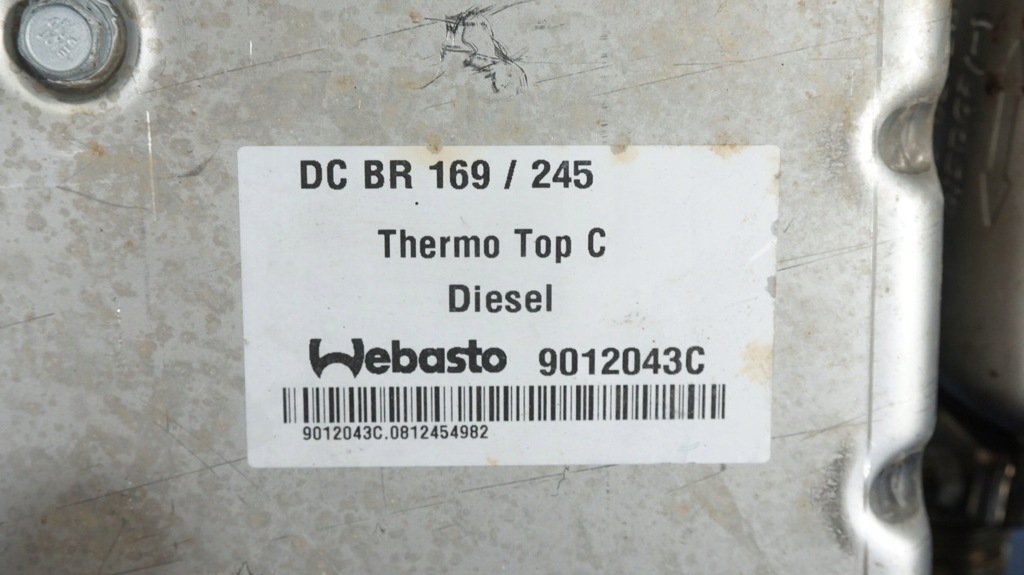 DC BR 169 / 245
Thermo Top C
Diesel
Webasto 9012043C
9012043C.0812454982